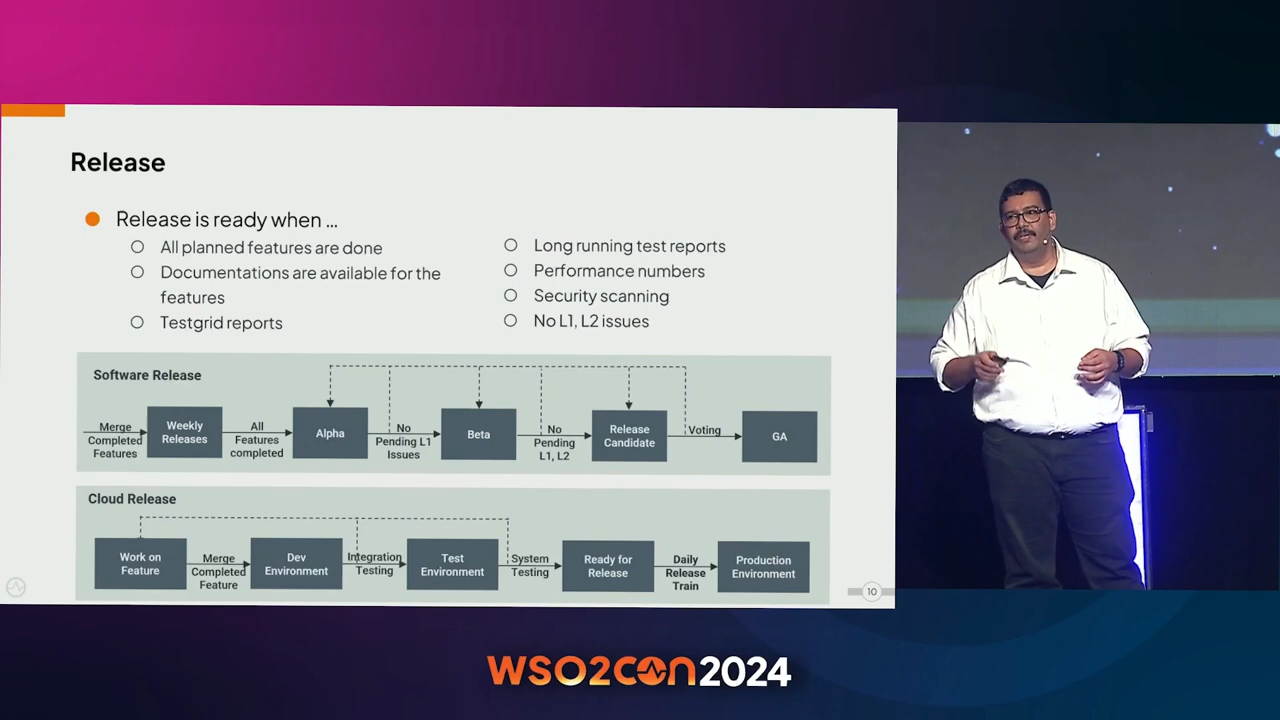 Release
Release is ready when ...
All planned features are done
Documentations are available for the
features
Testgrid reports
Long running test reports
Performance numbers
Security scanning
No L1, L2 issues
Software Release
Merge
Completed
Features
Weekly
Releases
All
Features
completed
Alpha
No
Pending L1
Issues
Beta
No
Pending
L1, L2
Release
Candidate
Voting
GA
Cloud Release
Work on
Feature
Merge
Completed
Feature
Dev
Environment
Integration
Testing
Test
Environment
System
Testing
Ready for
Release
Daily
Release
Train
Production
Environment
10
WSO2CON2024